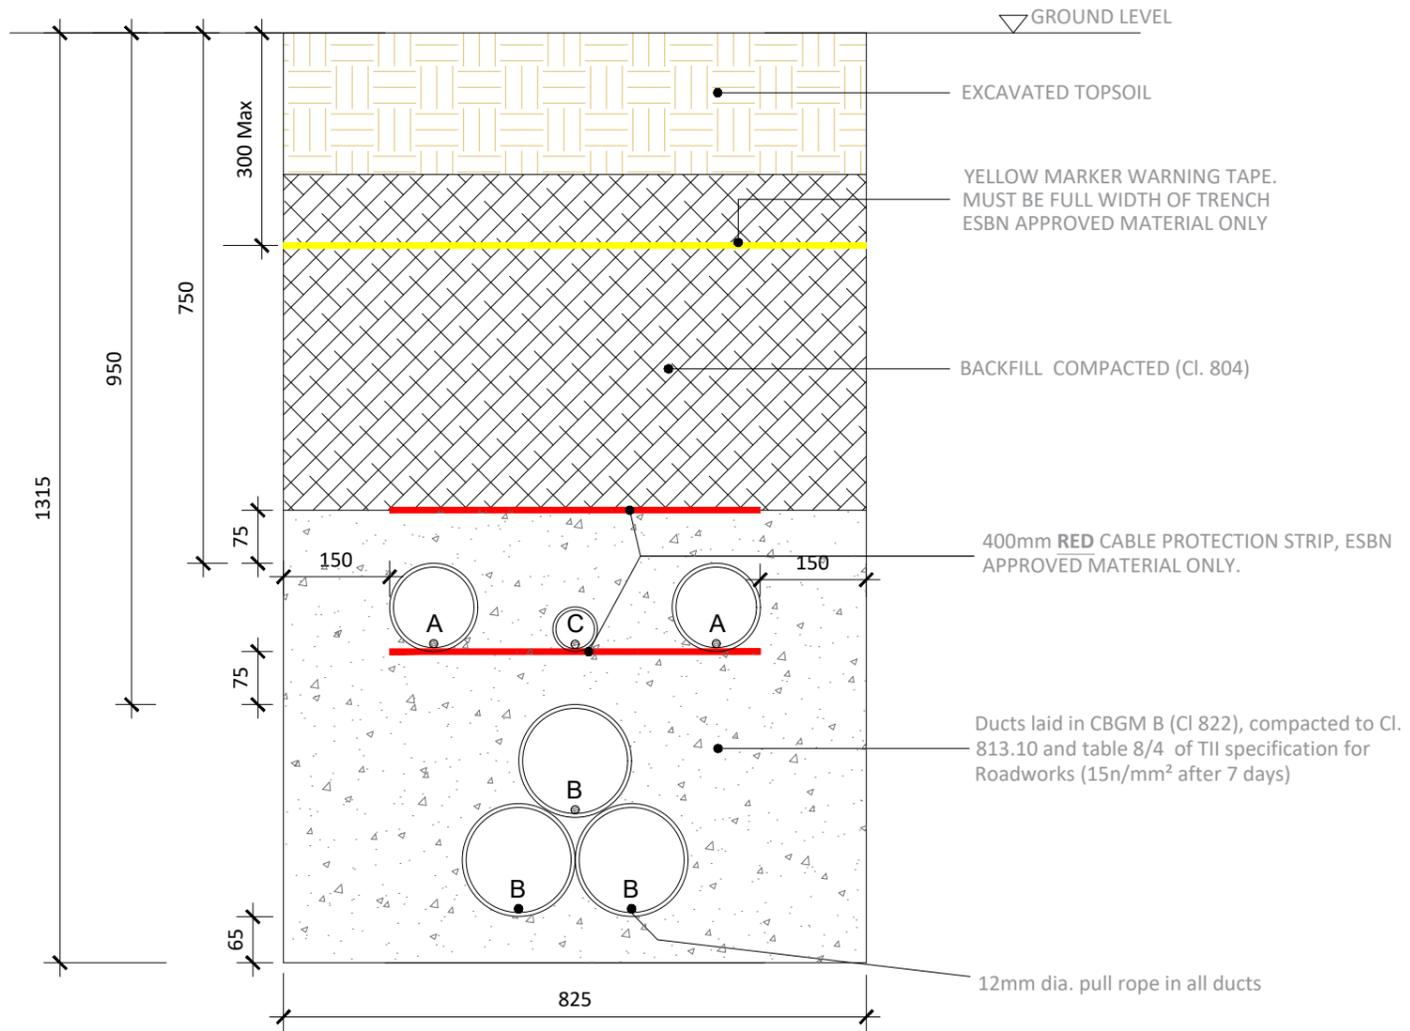 GROUND LEVEL
EXCAVATED TOPSOIL
300 Max
YELLOW MARKER WARNING TAPE.
MUST BE FULL WIDTH OF TRENCH
ESBN APPROVED MATERIAL ONLY
750
950
BACKFILL  COMPACTED (Cl. 804)
1315
75
150
150
400mm RED CABLE PROTECTION STRIP, ESBN
APPROVED MATERIAL ONLY.
A
C
A
75
Ducts laid in CBGM B (Cl 822), compacted to Cl.
813.10 and table 8/4  of TII specification for
Roadworks (15n/mm² after 7 days)
B
B
B
65
12mm dia. pull rope in all ducts
825